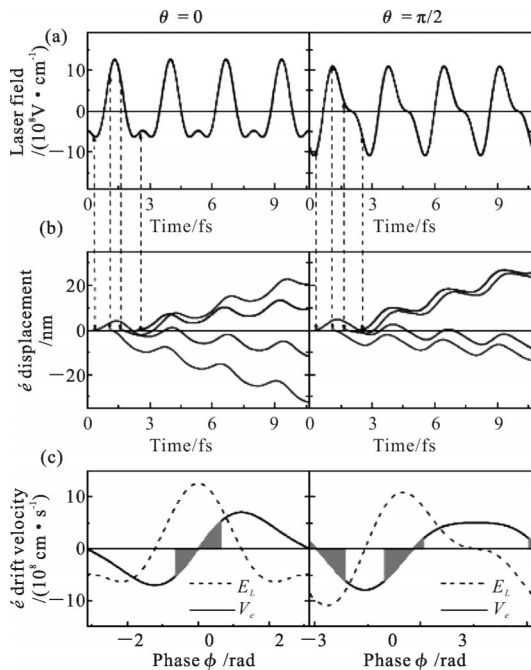 θ = 0
θ = π/2
(a)
Laser field
/(10⁸V • cm⁻¹)
10
0
−10
0 3 6 9
0 3 6 9
Time/fs
Time/fs
(b)
é displacement
/nm
20
0
−20
0 3 6 9
0 3 6 9
Time/fs
Time/fs
(c)
é drift velocity
/(10⁸ cm • s⁻¹)
10
0
−10
E_L
V_e
E_L
V_e
−2 0 2
−3 0 3
Phase ϕ /rad
Phase ϕ /rad